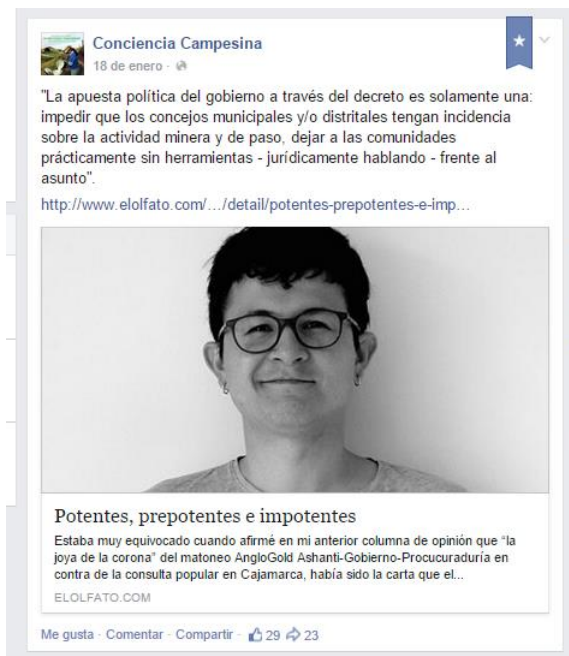 Conciencia Campesina
18 de enero ·
"La apuesta política del gobierno a través del decreto es solamente una:
impedir que los concejos municipales y/o distritales tengan incidencia
sobre la actividad minera y de paso, dejar a las comunidades
prácticamente sin herramientas - jurídicamente hablando - frente al
asunto".
http://www.elolfato.com/…/detail/potentes-prepotentes-e-imp…
Potentes, prepotentes e impotentes
Estaba muy equivocado cuando afirmé en mi anterior columna de opinión que “la
joya de la corona” del matoneo AngloGold Ashanti-Gobierno-Procucuraduría en
contra de la consulta popular en Cajamarca, había sido la carta que el...
ELOLFATO.COM
Me gusta · Comentar · Compartir · 29 23